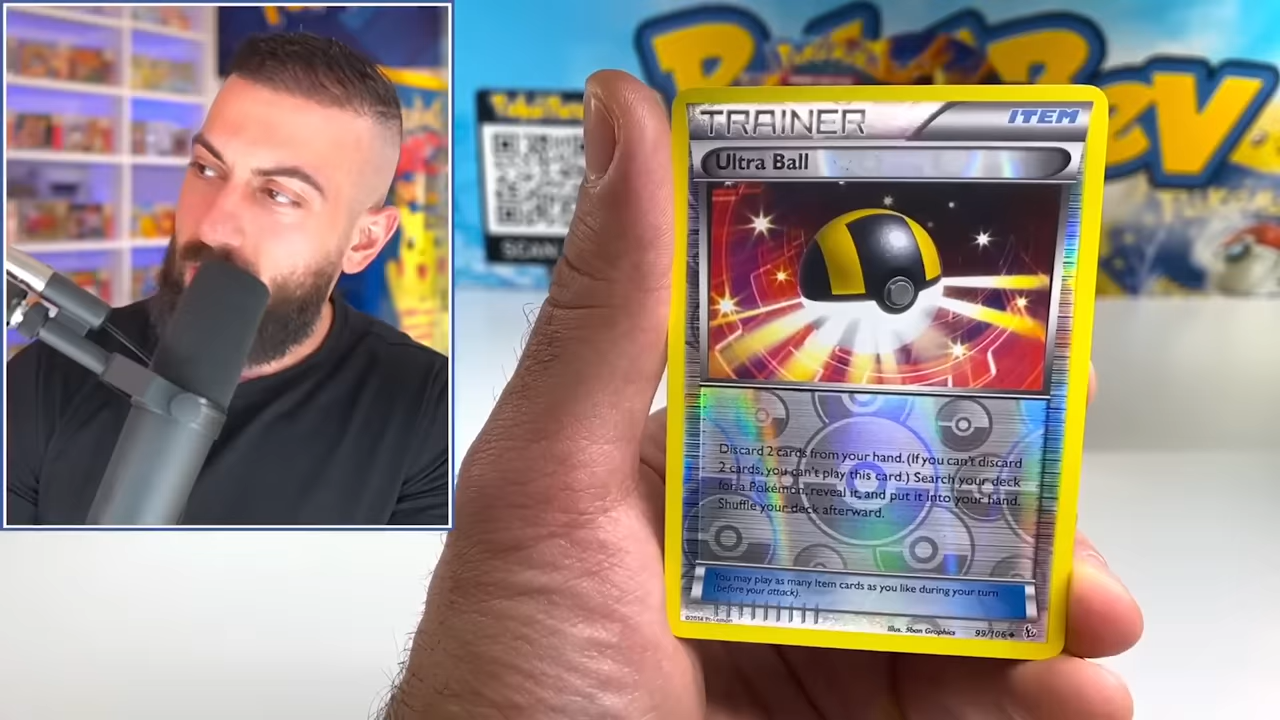 TRAINER
ITEM
Ultra Ball
Discard 2 cards from your hand. (If you can't discard
2 cards, you can't play this card.) Search your deck
for a Pokémon, reveal it, and put it into your hand.
Shuffle your deck afterward.
You may play as many Item cards as you like during your turn
(before your attack).
©2014 Pokémon
Illus. 5ban Graphics
99/106
SCAN